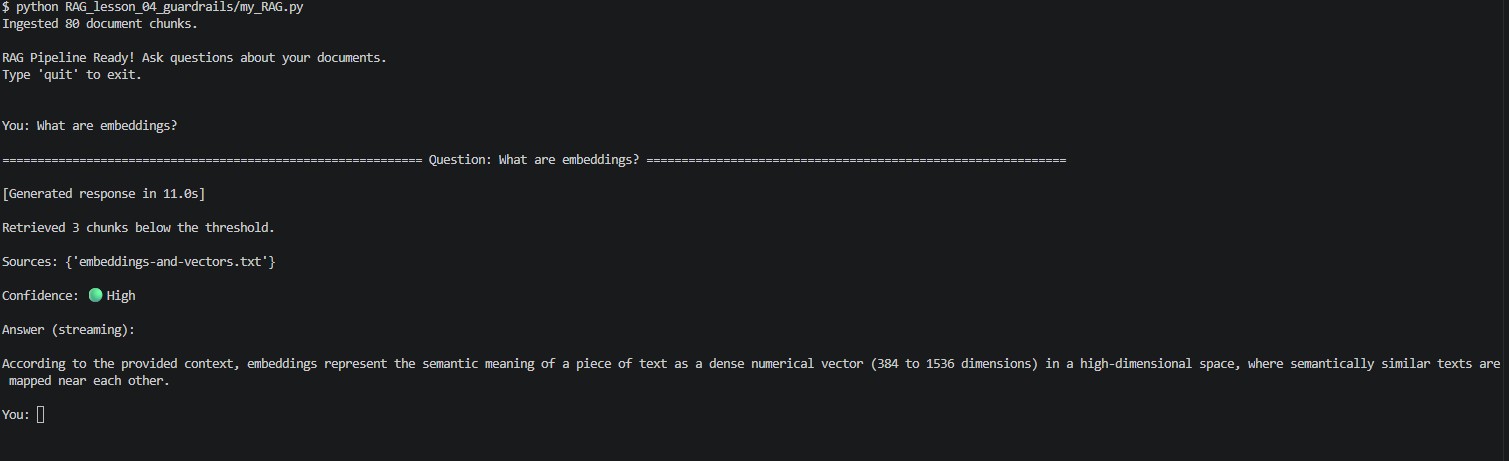 $ python RAG_lesson_04_guardrails/my_RAG.py
Ingested 80 document chunks.
RAG Pipeline Ready! Ask questions about your documents.
Type 'quit' to exit.
You: What are embeddings?
============================================================ Question: What are embeddings? ============================================================
[Generated response in 11.0s]
Retrieved 3 chunks below the threshold.
Sources: {'embeddings-and-vectors.txt'}
Confidence: 🟢 High
Answer (streaming):
According to the provided context, embeddings represent the semantic meaning of a piece of text as a dense numerical vector (384 to 1536 dimensions) in a high-dimensional space, where semantically similar texts are
mapped near each other.
You: